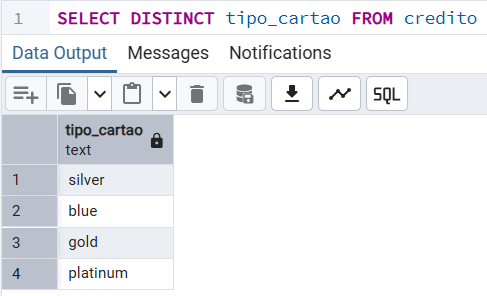 1 SELECT DISTINCT tipo_cartao FROM credito
Data Output Messages Notifications
SQL
tipo_cartao
text
1 silver
2 blue
3 gold
4 platinum